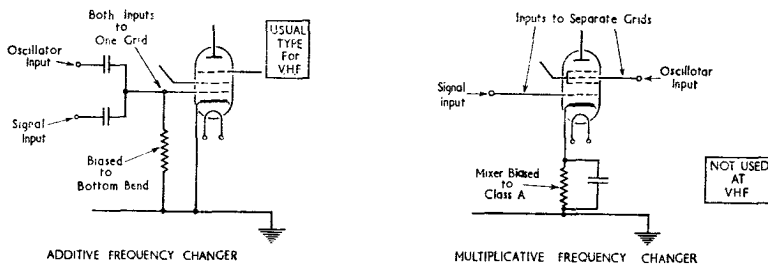 Both Inputs
to
One Grid
Oscillator
Input
Signal
Input
Biased
to
Bottom Bend
USUAL
TYPE
For
VHF
ADDITIVE FREQUENCY CHANGER
Inputs to Separate Grids
Signal
input
Oscillator
Input
Mixer Biased
to
Class A
NOT USED
AT
VHF
MULTIPLICATIVE FREQUENCY CHANGER